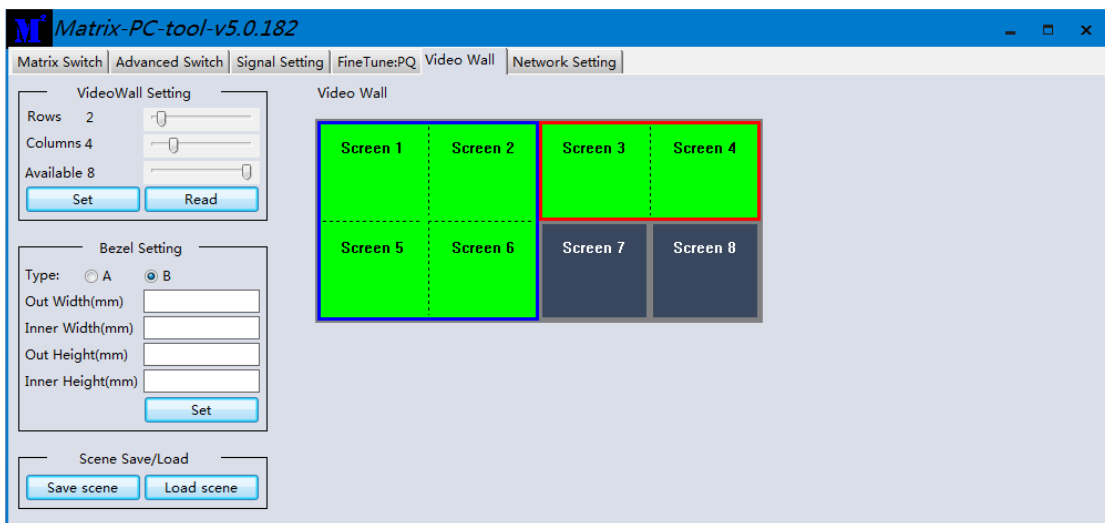 M² Matrix-PC-tool-v5.0.182
Matrix Switch Advanced Switch Signal Setting FineTune:PQ Video Wall Network Setting
VideoWall Setting
Rows 2
Columns 4
Available 8
Set Read
Bezel Setting
Type: A B
Out Width(mm)
Inner Width(mm)
Out Height(mm)
Inner Height(mm)
Set
Scene Save/Load
Save scene Load scene
Video Wall
Screen 1 Screen 2 Screen 3 Screen 4
Screen 5 Screen 6 Screen 7 Screen 8